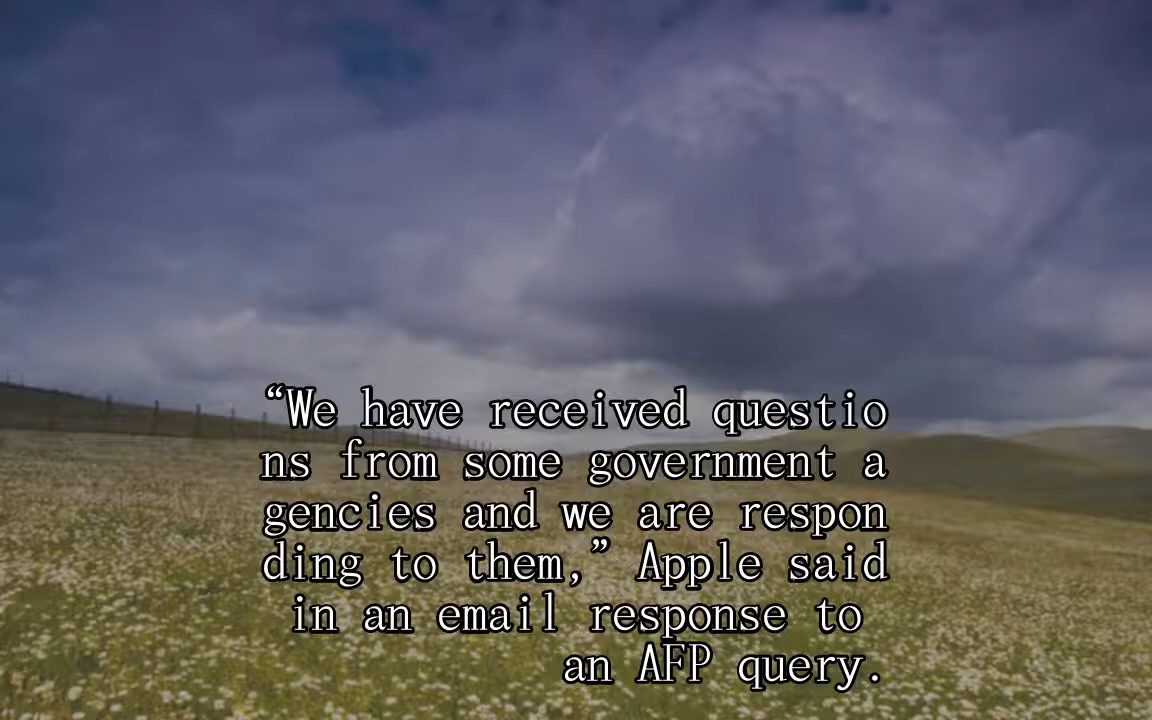 “We have received questio
ns from some government a
gencies and we are respon
ding to them,” Apple said
in an email response to
an AFP query.